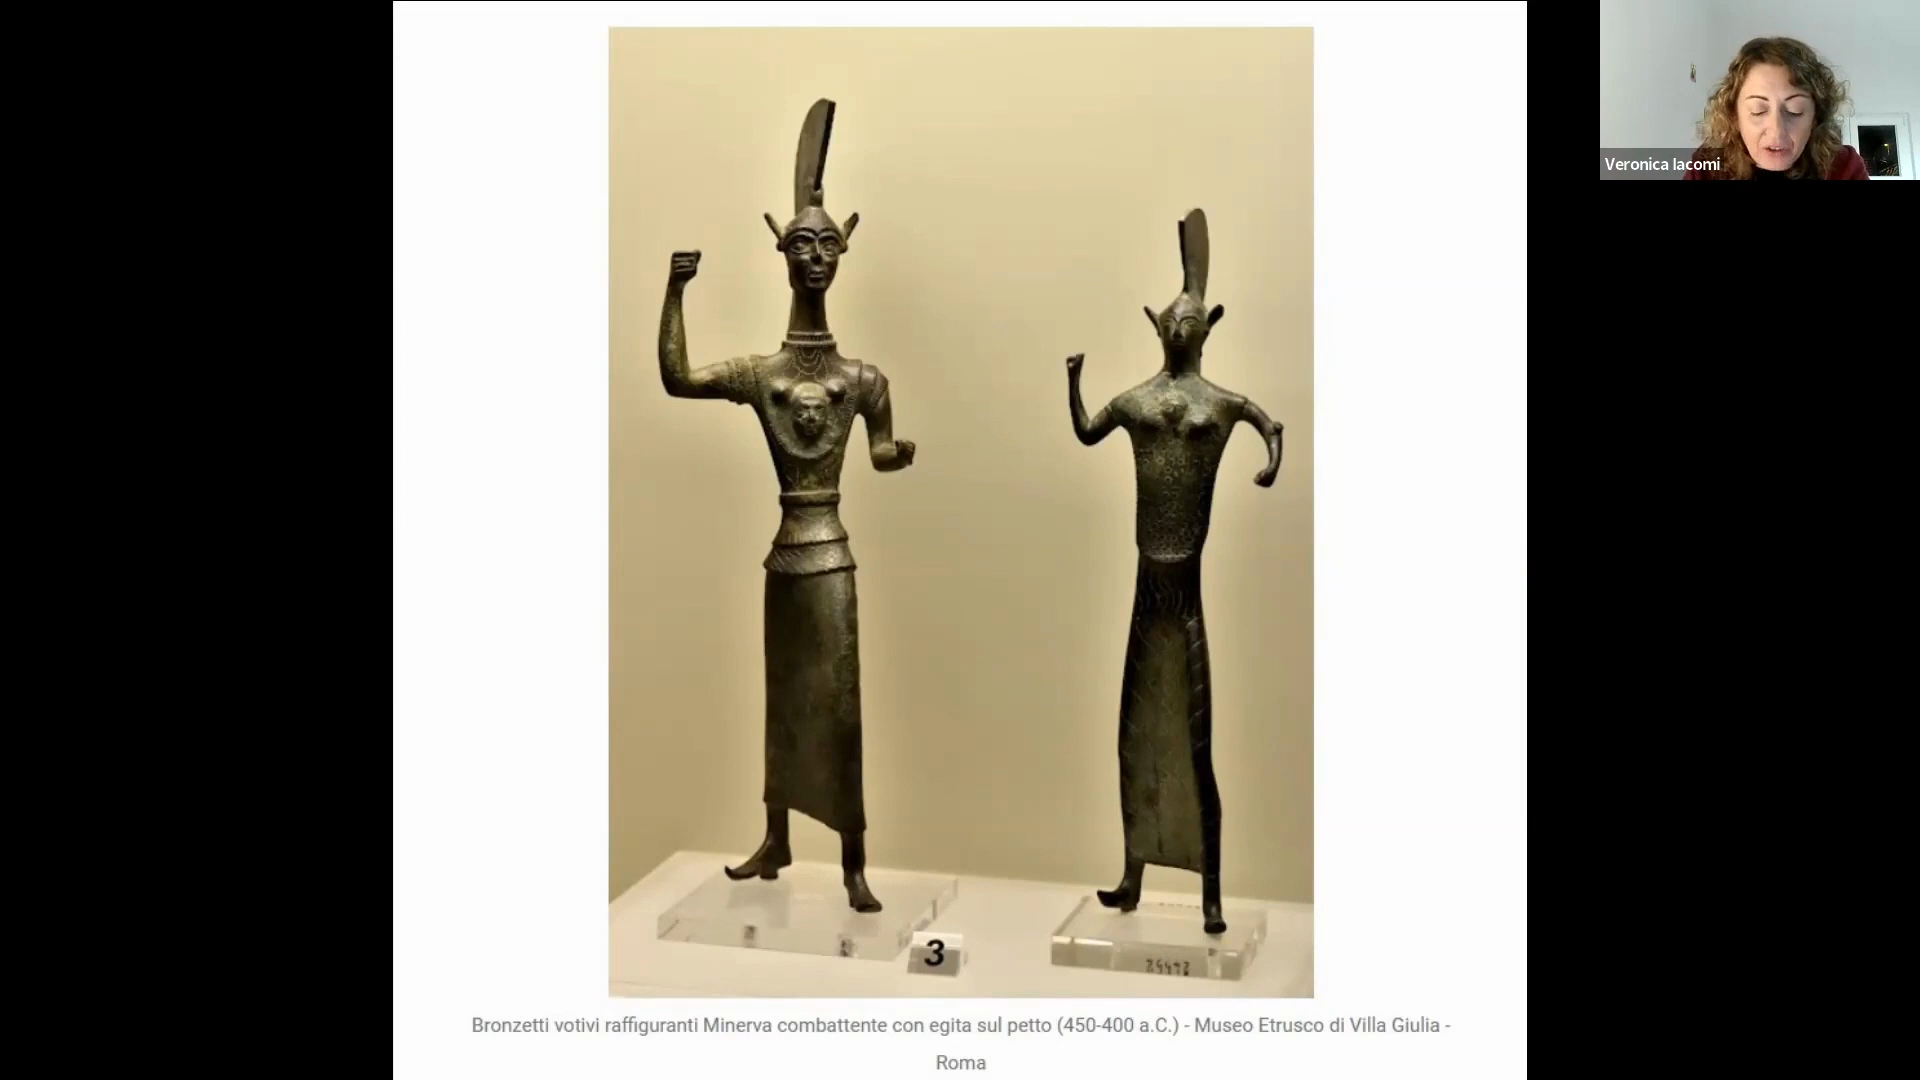 Veronica Iacomi
3
Bronzetti votivi raffiguranti Minerva combattente con egita sul petto (450-400 a.C.) - Museo Etrusco di Villa Giulia -
Roma